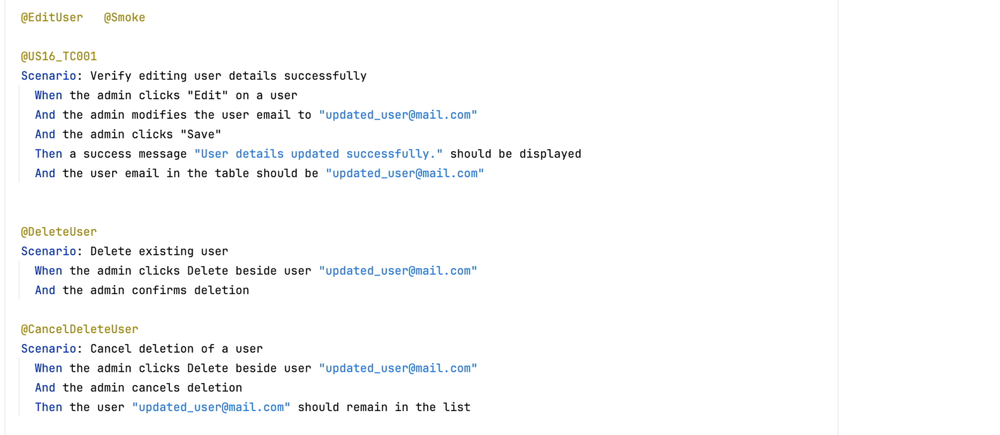 @EditUser   @Smoke
@US16_TC001
Scenario: Verify editing user details successfully
When the admin clicks "Edit" on a user
And the admin modifies the user email to "updated_user@mail.com"
And the admin clicks "Save"
Then a success message "User details updated successfully." should be displayed
And the user email in the table should be "updated_user@mail.com"
@DeleteUser
Scenario: Delete existing user
When the admin clicks Delete beside user "updated_user@mail.com"
And the admin confirms deletion
@CancelDeleteUser
Scenario: Cancel deletion of a user
When the admin clicks Delete beside user "updated_user@mail.com"
And the admin cancels deletion
Then the user "updated_user@mail.com" should remain in the list